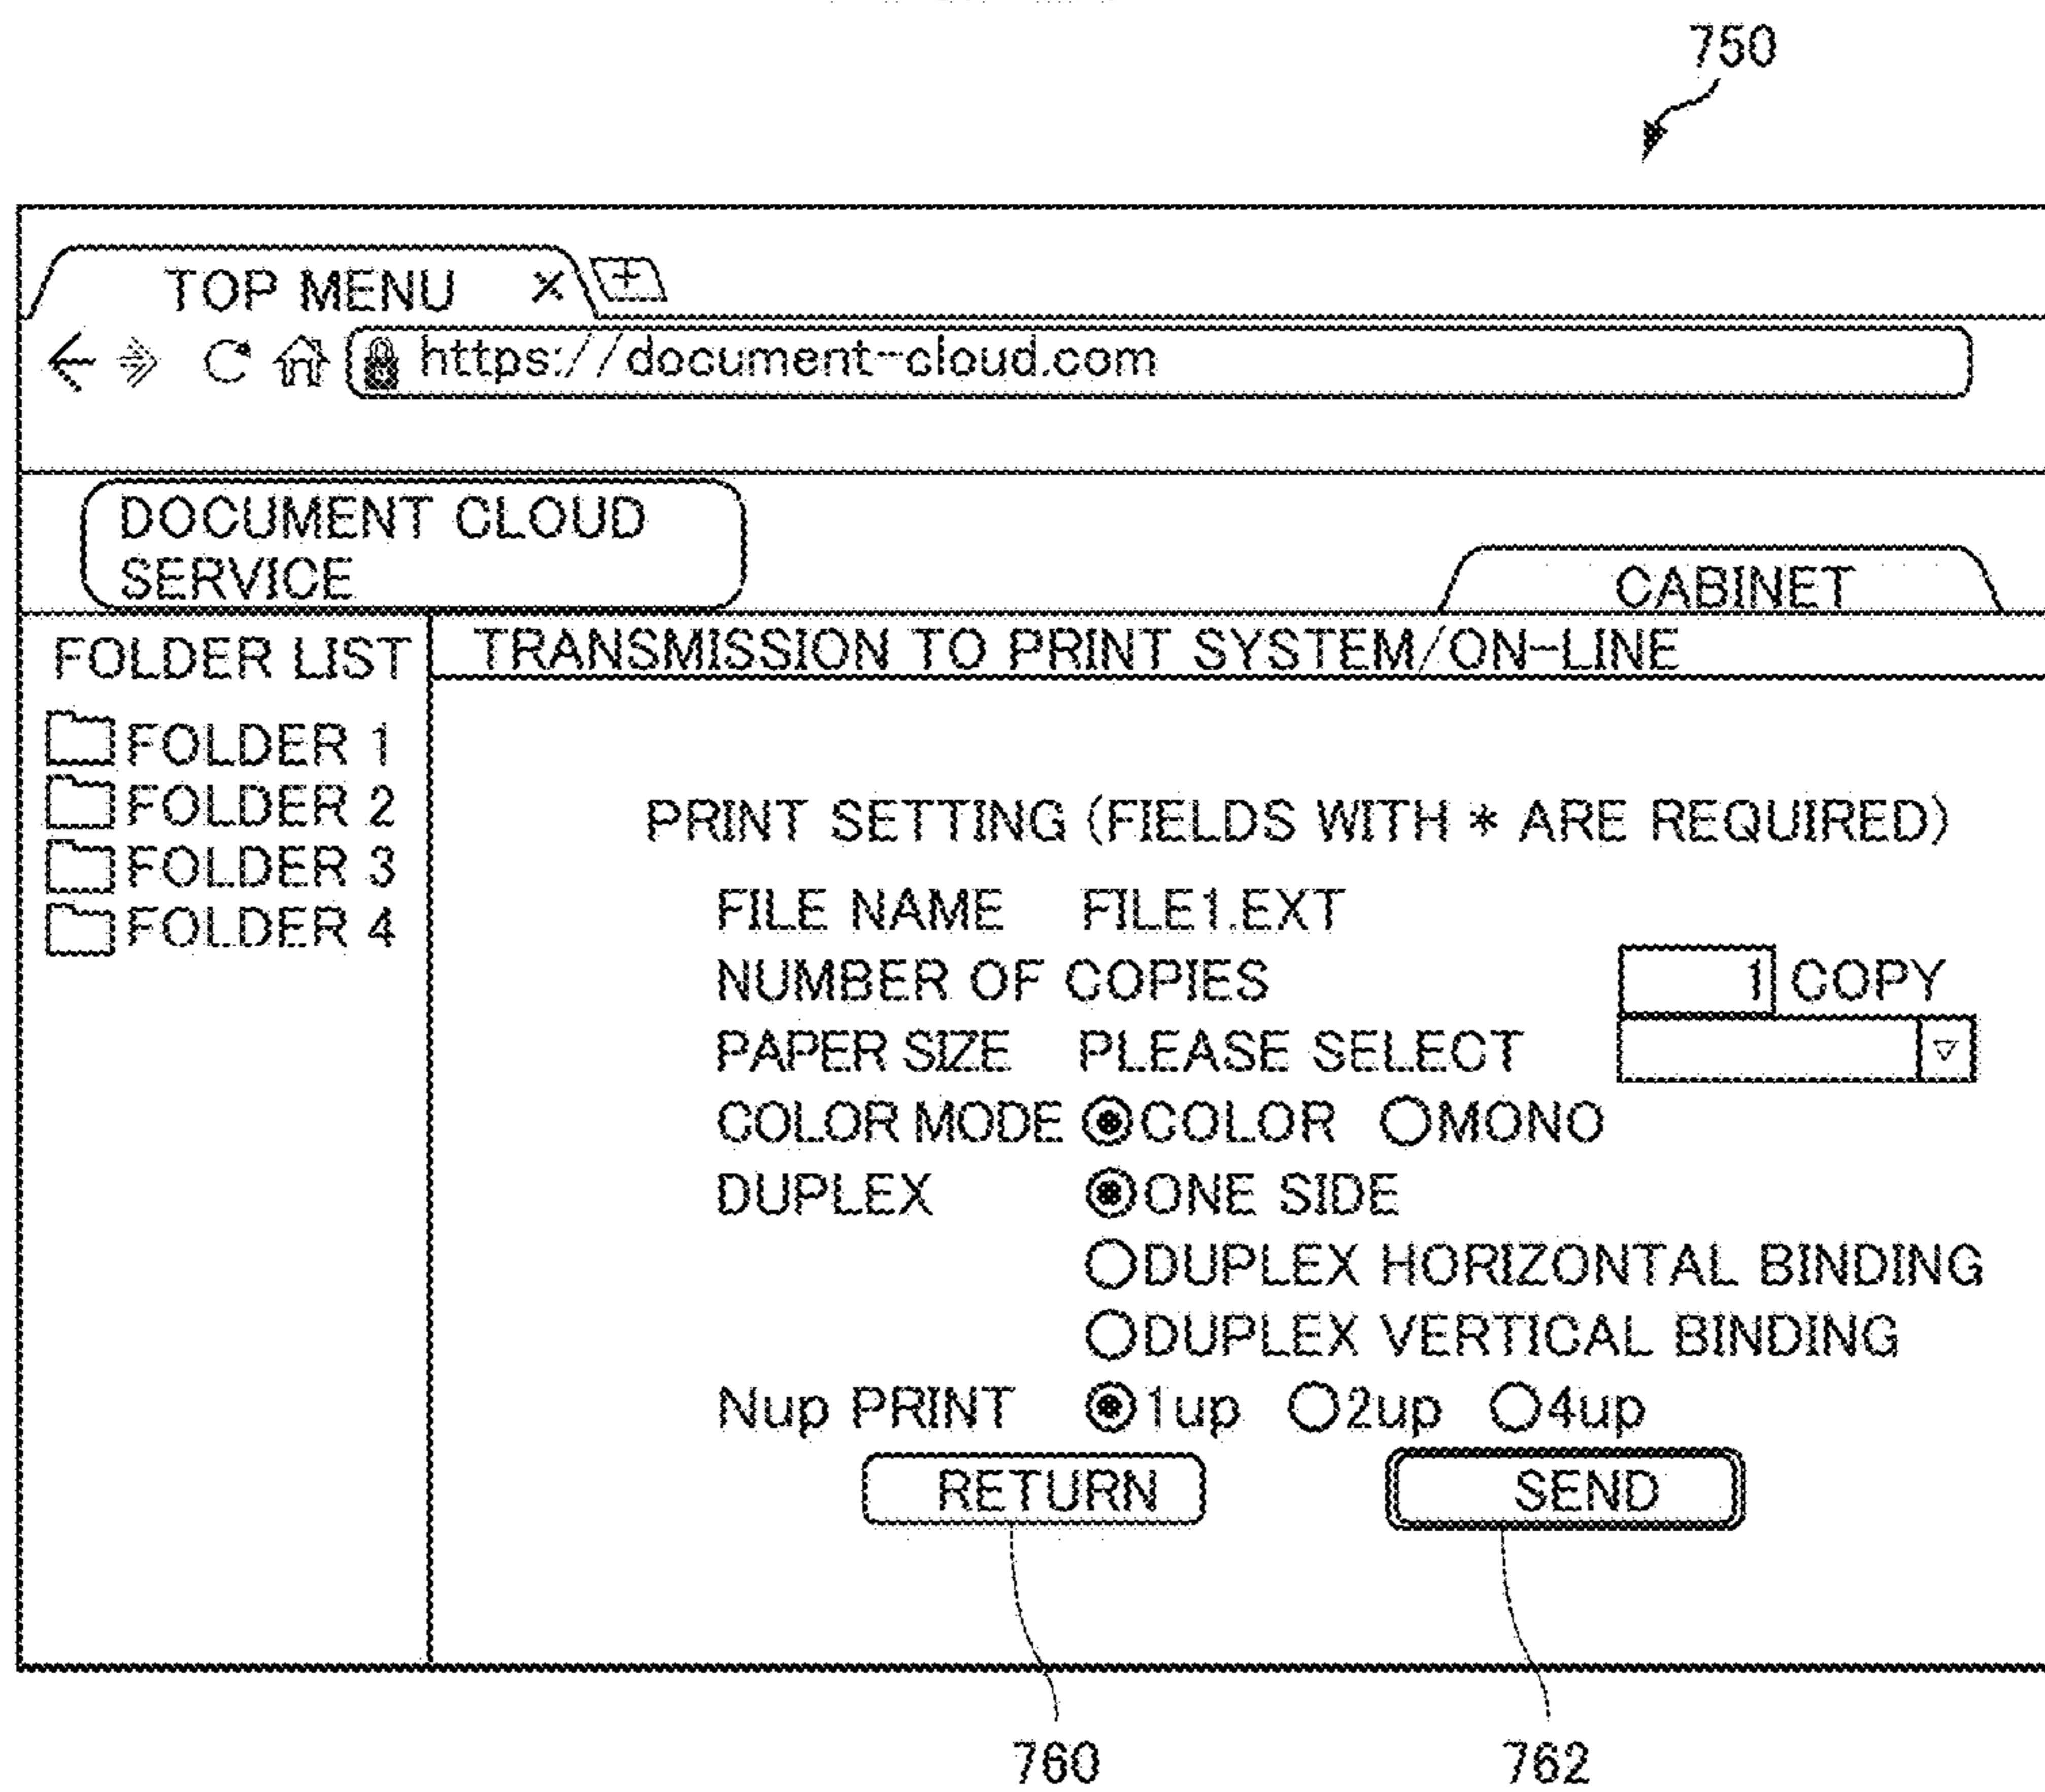 750
TOP MENU × +
https://document-cloud.com
DOCUMENT CLOUD
SERVICE
CABINET
FOLDER LIST
FOLDER 1
FOLDER 2
FOLDER 3
FOLDER 4
TRANSMISSION TO PRINT SYSTEM/ON-LINE
PRINT SETTING (FIELDS WITH * ARE REQUIRED)
FILE NAME FILE1.EXT
NUMBER OF COPIES 1 COPY
PAPER SIZE PLEASE SELECT
COLOR MODE COLOR MONO
DUPLEX ONE SIDE
DUPLEX HORIZONTAL BINDING
DUPLEX VERTICAL BINDING
Nup PRINT 1up 2up 4up
RETURN SEND
760 762